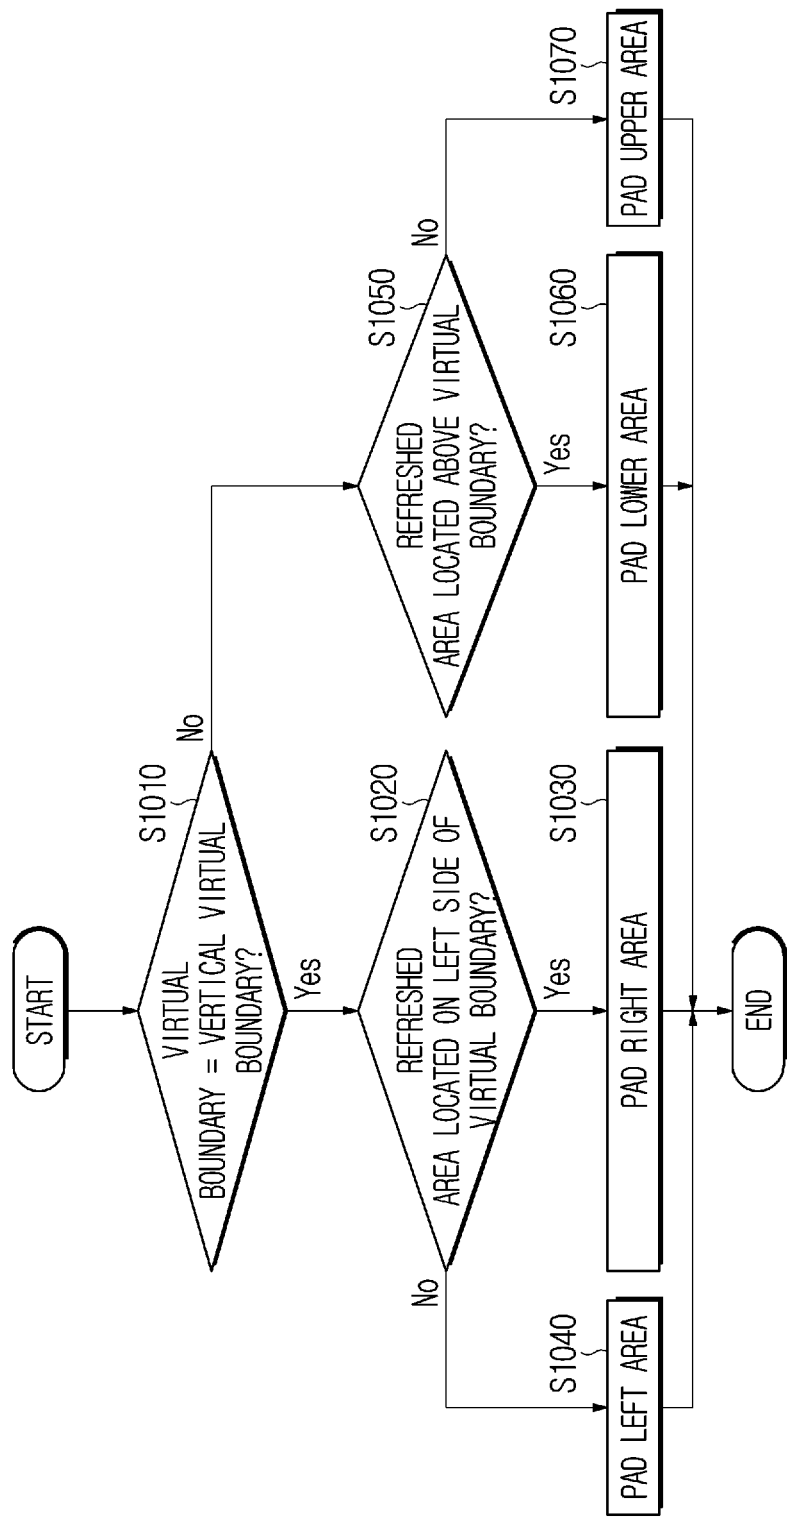 START
S1010
VIRTUAL
BOUNDARY = VERTICAL VIRTUAL
BOUNDARY?
No
Yes
S1020
REFRESHED
AREA LOCATED ON LEFT SIDE OF
VIRTUAL BOUNDARY?
No
Yes
S1050
REFRESHED
AREA LOCATED ABOVE VIRTUAL
BOUNDARY?
No
Yes
S1040
PAD LEFT AREA
S1030
PAD RIGHT AREA
S1060
PAD LOWER AREA
S1070
PAD UPPER AREA
END